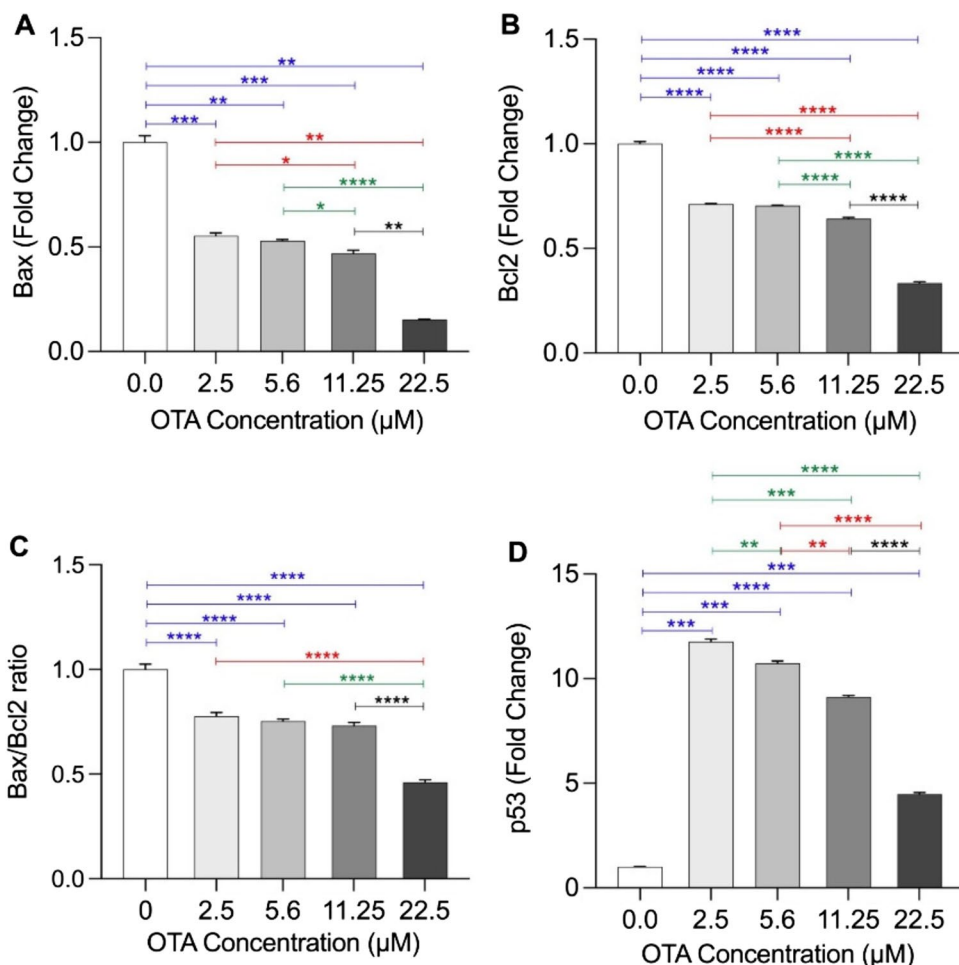 A
Bax (Fold Change)
1.5
1.0
0.5
0.0
**
***
**
***
**
*
****
*
**
0.0 2.5 5.6 11.25 22.5
OTA Concentration (µM)
B
Bcl2 (Fold Change)
1.5
1.0
0.5
0.0
****
****
****
****
****
****
****
****
****
0.0 2.5 5.6 11.25 22.5
OTA Concentration (µM)
C
Bax/Bcl2 ratio
1.5
1.0
0.5
0.0
****
****
****
****
****
****
****
0 2.5 5.6 11.25 22.5
OTA Concentration (µM)
D
p53 (Fold Change)
15
10
5
0
****
***
****
** ** ****
***
****
***
***
0.0 2.5 5.6 11.25 22.5
OTA Concentration (µM)